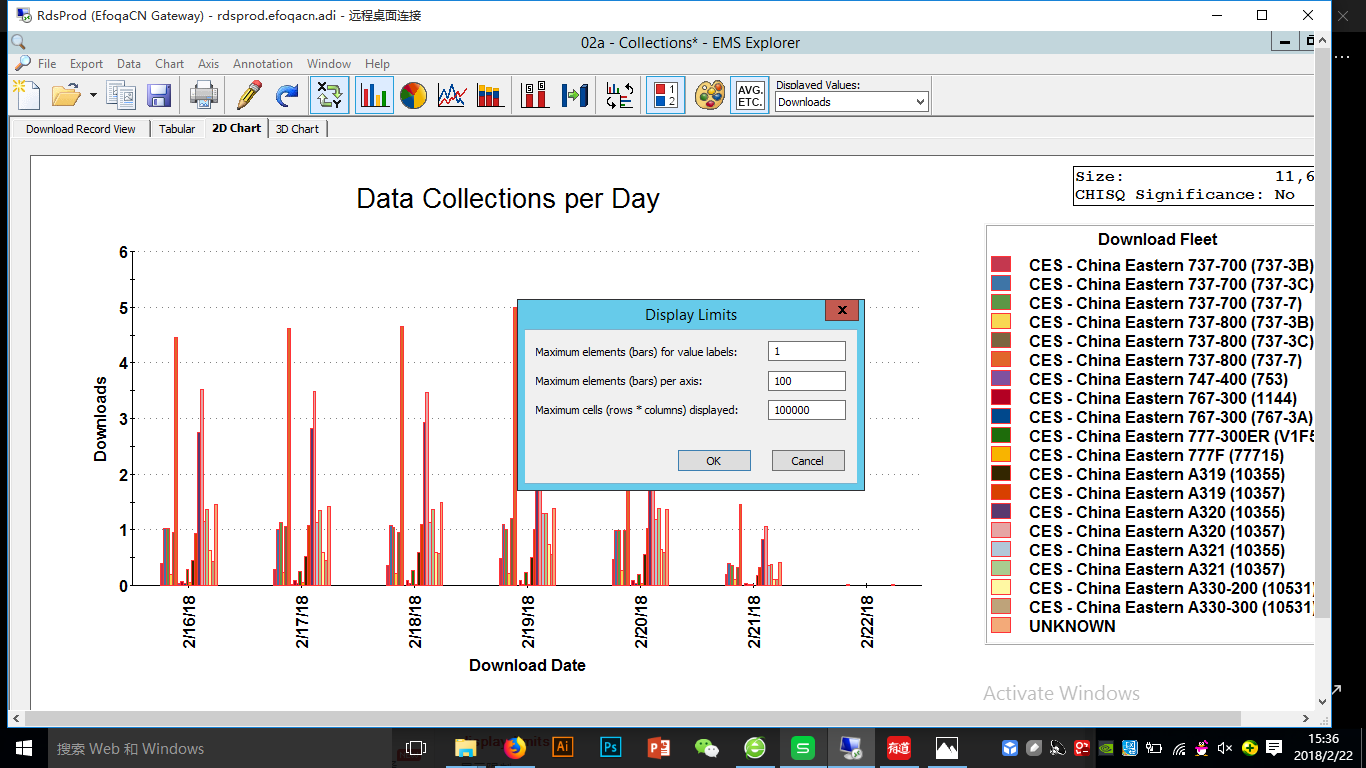 RdsProd (EfoqaCN Gateway) - rdsprod.efoqacn.adi - 远程桌面连接
02a - Collections* - EMS Explorer
File Export Data Chart Axis Annotation Window Help
AVG. ETC.
Displayed Values:
Downloads
Download Record View Tabular 2D Chart 3D Chart
Data Collections per Day
Size: 11,6
CHISQ Significance: No
Download Fleet
CES - China Eastern 737-700 (737-3B)
CES - China Eastern 737-700 (737-3C)
CES - China Eastern 737-700 (737-7)
CES - China Eastern 737-800 (737-3B)
CES - China Eastern 737-800 (737-3C)
CES - China Eastern 737-800 (737-7)
CES - China Eastern 747-400 (753)
CES - China Eastern 767-300 (1144)
CES - China Eastern 767-300 (767-3A)
CES - China Eastern 777-300ER (V1F5
CES - China Eastern 777F (77715)
CES - China Eastern A319 (10355)
CES - China Eastern A319 (10357)
CES - China Eastern A320 (10355)
CES - China Eastern A320 (10357)
CES - China Eastern A321 (10355)
CES - China Eastern A321 (10357)
CES - China Eastern A330-200 (10531)
CES - China Eastern A330-300 (10531)
UNKNOWN
Downloads
6
5
4
3
2
1
0
2/16/18
2/17/18
2/18/18
2/19/18
2/20/18
2/21/18
2/22/18
Download Date
Display Limits
Maximum elements (bars) for value labels: 1
Maximum elements (bars) per axis: 100
Maximum cells (rows * columns) displayed: 100000
OK Cancel
Activate Windows
搜索 Web 和 Windows
Ai
Ps
P
S
有道
15:36
2018/2/22